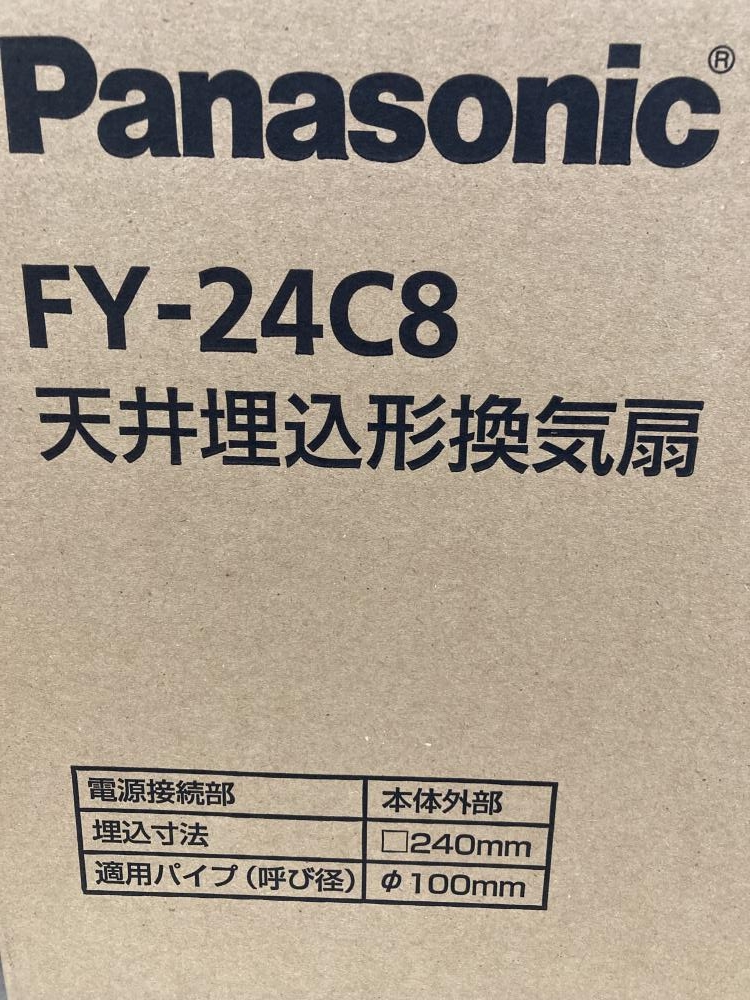 Panasonic®
FY-24C8
天井埋込形換気扇
電源接続部 本体外部
埋込寸法 □240mm
適用パイプ(呼び径) φ100mm